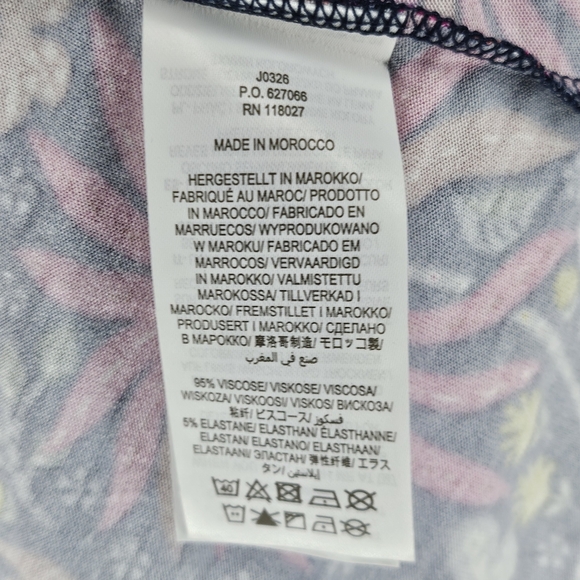 J0326
P.O. 627066
RN 118027
MADE IN MOROCCO
HERGESTELLT IN MAROKKO/
FABRIQUÉ AU MAROC/ PRODOTTO
IN MAROCCO/ FABRICADO EN
MARRUECOS/ WYPRODUKOWANO
W MAROKU/ FABRICADO EM
MARROCOS/ VERVAARDIGD
IN MAROKKO/ VALMISTETTU
MAROKOSSA/ TILLVERKAD I
MAROCKO/ FREMSTILLET I MAROKKO/
PRODUSERT I MAROKKO/ СДЕЛАНО
В МАРОККО/ 摩洛哥制造/ モロッコ製/
صنع في المغرب
95% VISCOSE/ VISKOSE/ VISCOSA/
WISKOZA/ VISKOOSI/ VISKOS/ ВИСКОЗА/
粘纤/ ビスコース/ فسكوز/
5% ELASTANE/ ELASTHAN/ ÉLASTHANNE/
ELASTAN/ ELASTANO/ ELASTHAAN/
ELASTAANI/ ЭЛАСТАН/ 弹性纤维/ エラス
タン/ إيلاستين/